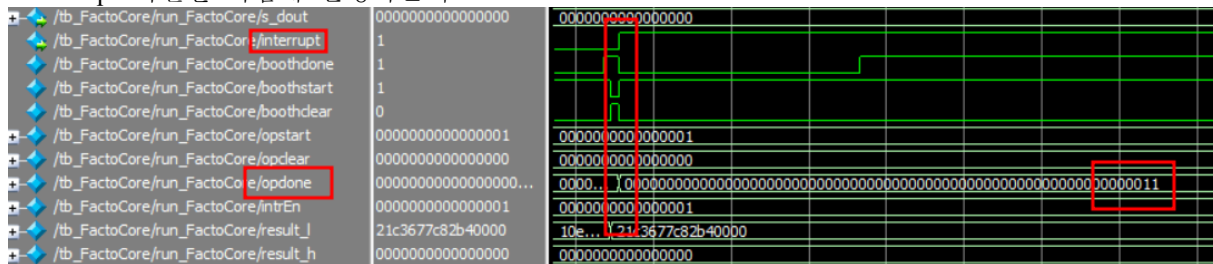 /tb_FactoCore/run_FactoCore/s_dout 0000000000000000 0000000000000000
/tb_FactoCore/run_FactoCore/interrupt 1
/tb_FactoCore/run_FactoCore/boothdone 1
/tb_FactoCore/run_FactoCore/boothstart 1
/tb_FactoCore/run_FactoCore/boothclear 0
/tb_FactoCore/run_FactoCore/opstart 0000000000000001 0000000000000001
/tb_FactoCore/run_FactoCore/opclear 0000000000000000 0000000000000000
/tb_FactoCore/run_FactoCore/opdone 00000000000000000... 0000... 0000000000000000000000000000000000000000000000000000000000000011
/tb_FactoCore/run_FactoCore/intrEn 0000000000000001 0000000000000001
/tb_FactoCore/run_FactoCore/result_l 21c3677c82b40000 10e... 21c3677c82b40000
/tb_FactoCore/run_FactoCore/result_h 0000000000000000 0000000000000000